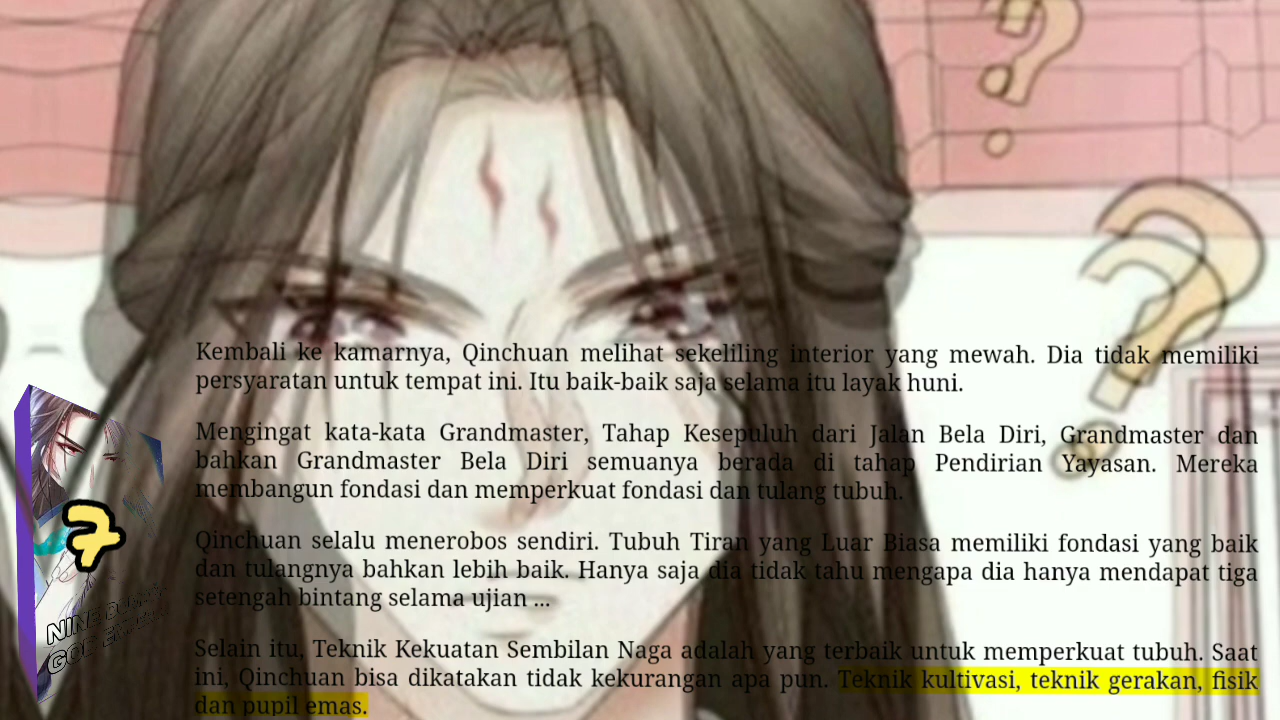 Kembali ke kamarnya, Qinchuan melihat sekeliling interior yang mewah. Dia tidak memiliki
persyaratan untuk tempat ini. Itu baik-baik saja selama itu layak huni.
Mengingat kata-kata Grandmaster, Tahap Kesepuluh dari Jalan Bela Diri, Grandmaster dan
bahkan Grandmaster Bela Diri semuanya berada di tahap Pendirian Yayasan. Mereka
membangun fondasi dan memperkuat fondasi dan tulang tubuh.
Qinchuan selalu menerobos sendiri. Tubuh Tiran yang Luar Biasa memiliki fondasi yang baik
dan tulangnya bahkan lebih baik. Hanya saja dia tidak tahu mengapa dia hanya mendapat tiga
setengah bintang selama ujian ...
Selain itu, Teknik Kekuatan Sembilan Naga adalah yang terbaik untuk memperkuat tubuh. Saat
ini, Qinchuan bisa dikatakan tidak kekurangan apa pun. Teknik kultivasi, teknik gerakan, fisik
dan pupil emas.
7
NINE
GOD
? ? ?